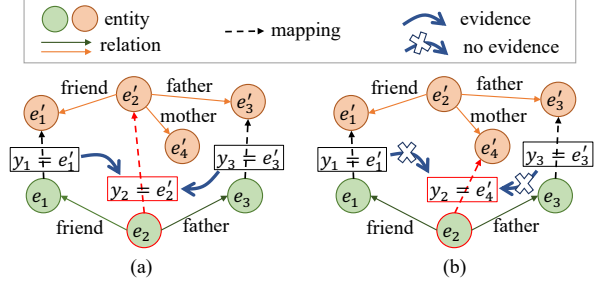 entity
relation
mapping
evidence
no evidence
friend father
e′₂
e′₁ e′₃
mother
e′₄
y₁ = e′₁ y₃ = e′₃
y₂ = e′₂
e₁ e₃
friend father
e₂
(a)
friend father
e′₂
e′₁ e′₃
mother
e′₄
y₁ = e′₁ y₃ = e′₃
y₂ = e′₄
e₁ e₃
friend father
e₂
(b)